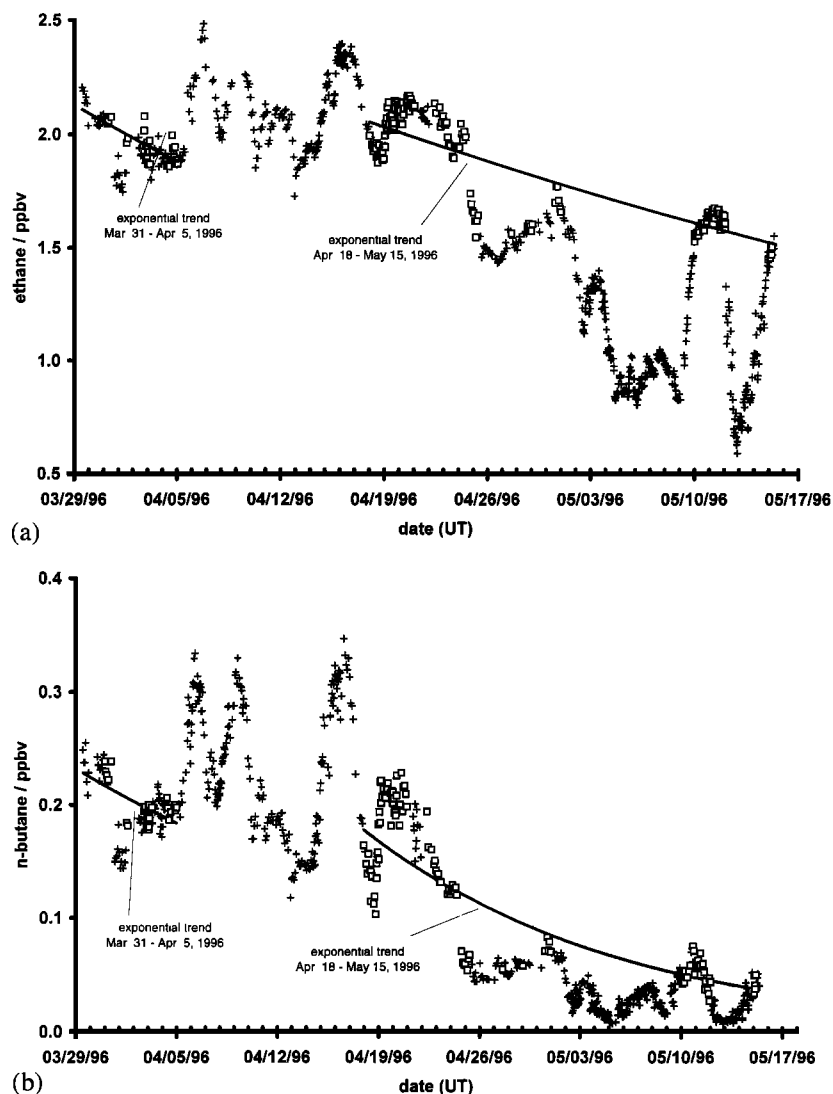 2.5
2.0
1.5
1.0
0.5
ethane / ppbv
exponential trend
Mar 31 - Apr 5, 1996
exponential trend
Apr 18 - May 15, 1996
03/29/96 04/05/96 04/12/96 04/19/96 04/26/96 05/03/96 05/10/96 05/17/96
date (UT)
(a)
0.4
0.3
0.2
0.1
0.0
n-butane / ppbv
exponential trend
Mar 31 - Apr 5, 1996
exponential trend
Apr 18 - May 15, 1996
03/29/96 04/05/96 04/12/96 04/19/96 04/26/96 05/03/96 05/10/96 05/17/96
date (UT)
(b)